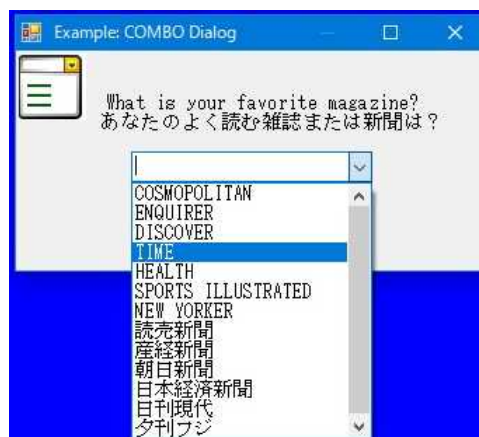 Example: COMBO Dialog
What is your favorite magazine?
あなたのよく読む雑誌または新聞は？
COSMOPOLITAN
ENQUIRER
DISCOVER
TIME
HEALTH
SPORTS ILLUSTRATED
NEW YORKER
読売新聞
産経新聞
朝日新聞
日本経済新聞
日刊現代
夕刊フジ